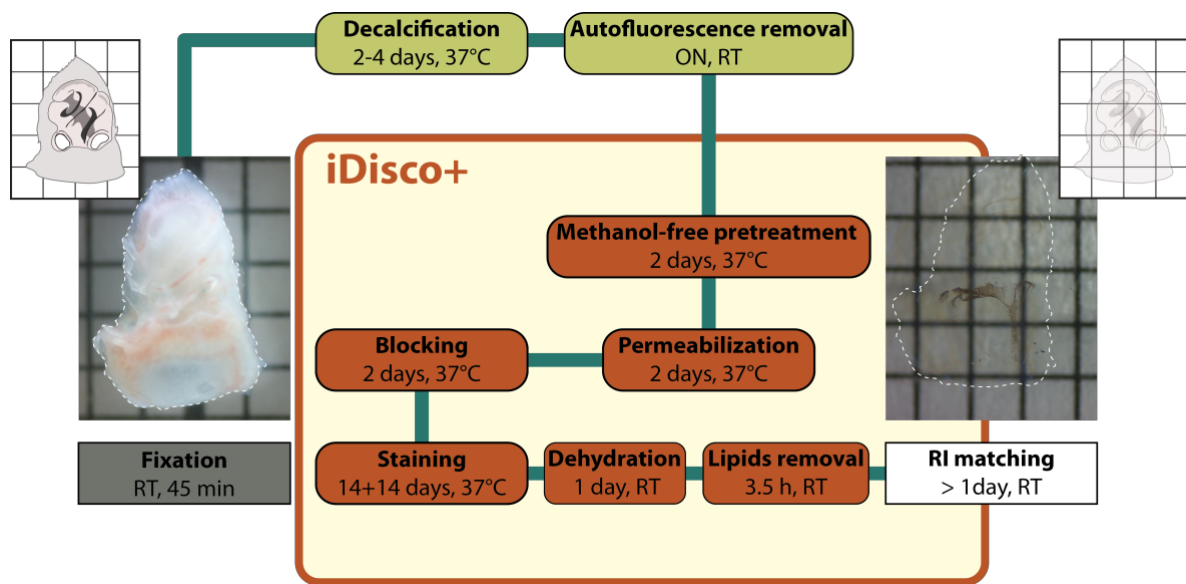 Decalcification
2-4 days, 37°C
Autofluorescence removal
ON, RT
iDisco+
Methanol-free pretreatment
2 days, 37°C
Blocking
2 days, 37°C
Permeabilization
2 days, 37°C
Fixation
RT, 45 min
Staining
14+14 days, 37°C
Dehydration
1 day, RT
Lipids removal
3.5 h, RT
RI matching
> 1day, RT